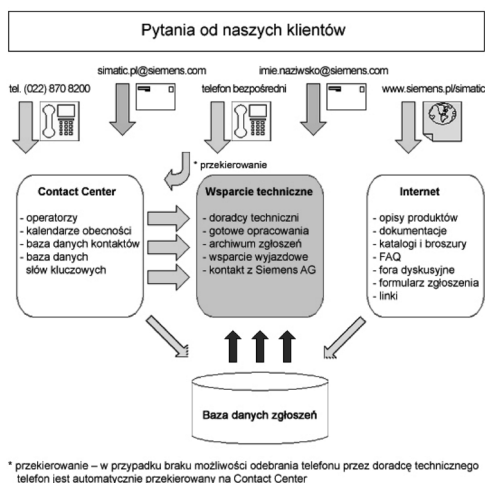 Pytania od naszych klientów
simatic.pl@siemens.com
imie.naziwsko@siemens.com
tel. (022) 870 8200
telefon bezpośredni
www.siemens.pl/simatic
* przekierowanie
Contact Center
- operatorzy
- kalendarze obecności
- baza danych kontaktów
- baza danych
słów kluczowych
Wsparcie techniczne
- doradcy techniczni
- gotowe opracowania
- archiwum zgłoszeń
- wsparcie wyjazdowe
- kontakt z Siemens AG
Internet
- opisy produktów
- dokumentacje
- katalogi i broszury
- FAQ
- fora dyskusyjne
- formularz zgłoszenia
- linki
Baza danych zgłoszeń
* przekierowanie – w przypadku braku możliwości odebrania telefonu przez doradcę technicznego
telefon jest automatycznie przekierowany na Contact Center